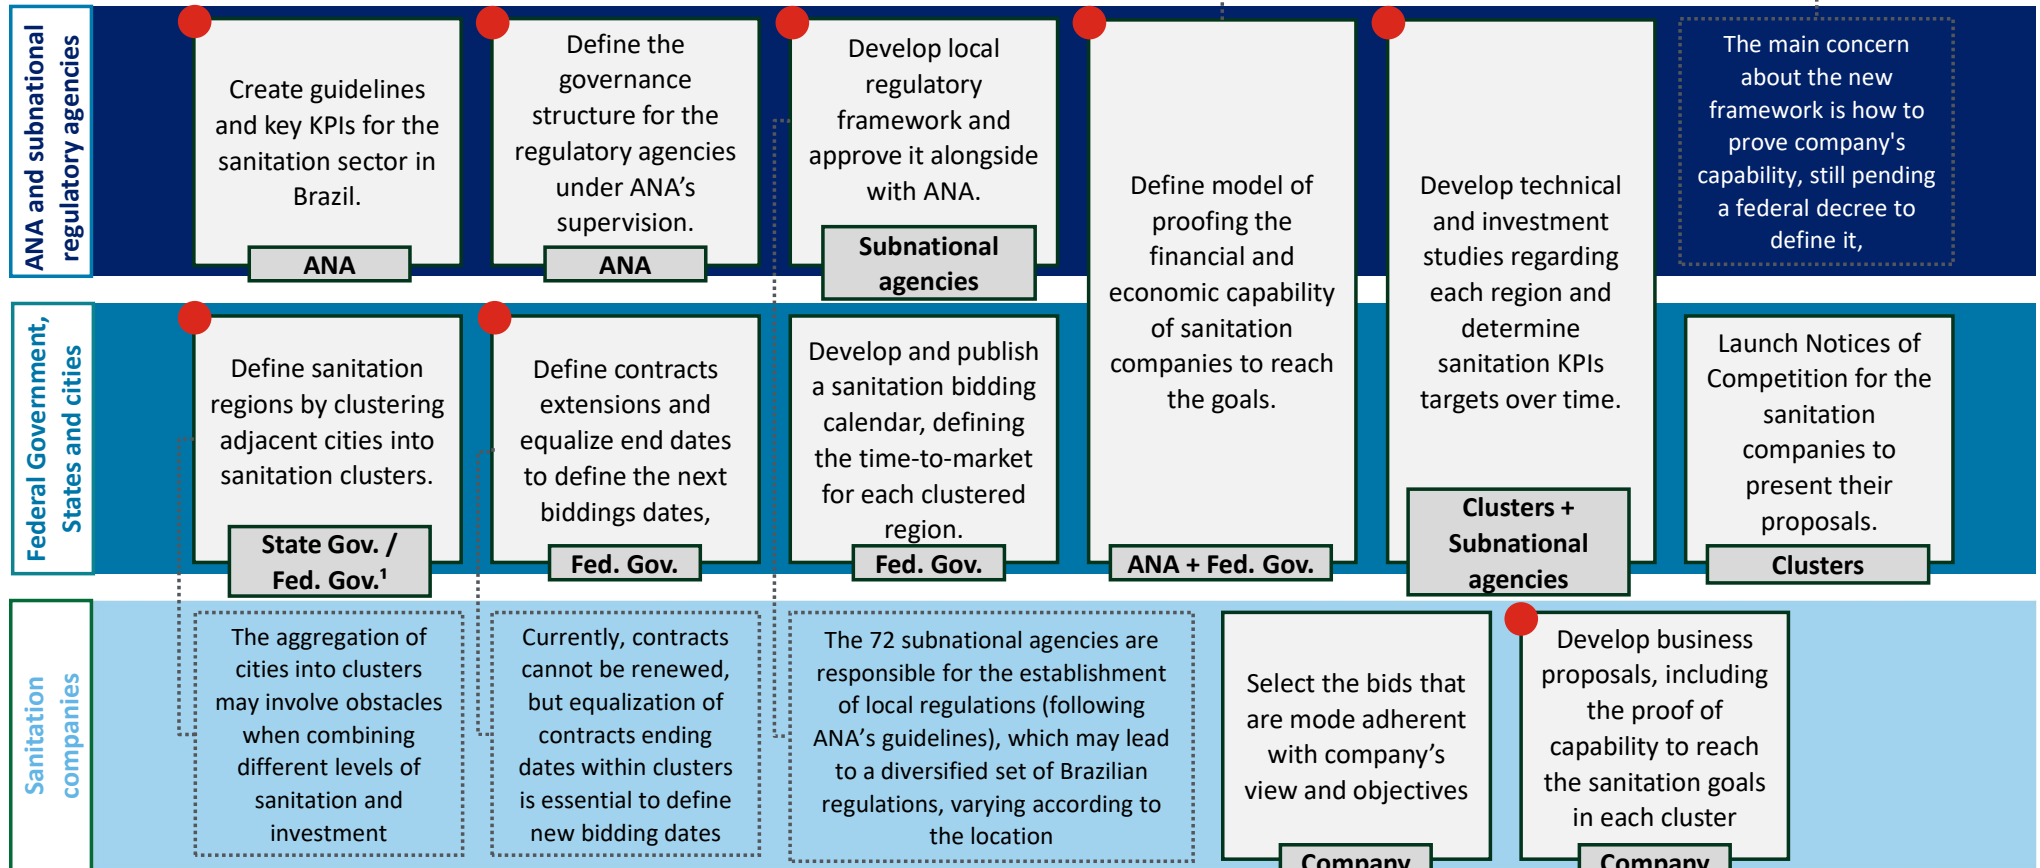 ANA and subnational
regulatory agencies
Create guidelines
and key KPIs for the
sanitation sector in
Brazil.
ANA
Define the
governance
structure for the
regulatory agencies
under ANA’s
supervision.
ANA
Develop local
regulatory
framework and
approve it alongside
with ANA.
Subnational
agencies
Define model of
proofing the
financial and
economic capability
of sanitation
companies to reach
the goals.
ANA + Fed. Gov.
Develop technical
and investment
studies regarding
each region and
determine
sanitation KPIs
targets over time.
Clusters +
Subnational
agencies
The main concern
about the new
framework is how to
prove company's
capability, still pending
a federal decree to
define it,
Federal Government,
States and cities
Define sanitation
regions by clustering
adjacent cities into
sanitation clusters.
State Gov. /
Fed. Gov.¹
Define contracts
extensions and
equalize end dates
to define the next
biddings dates,
Fed. Gov.
Develop and publish
a sanitation bidding
calendar, defining
the time-to-market
for each clustered
region.
Fed. Gov.
Launch Notices of
Competition for the
sanitation
companies to
present their
proposals.
Clusters
Sanitation
companies
The aggregation of
cities into clusters
may involve obstacles
when combining
different levels of
sanitation and
investment
Currently, contracts
cannot be renewed,
but equalization of
contracts ending
dates within clusters
is essential to define
new bidding dates
The 72 subnational agencies are
responsible for the establishment
of local regulations (following
ANA’s guidelines), which may lead
to a diversified set of Brazilian
regulations, varying according to
the location
Select the bids that
are mode adherent
with company’s
view and objectives
Company
Develop business
proposals, including
the proof of
capability to reach
the sanitation goals
in each cluster
Company